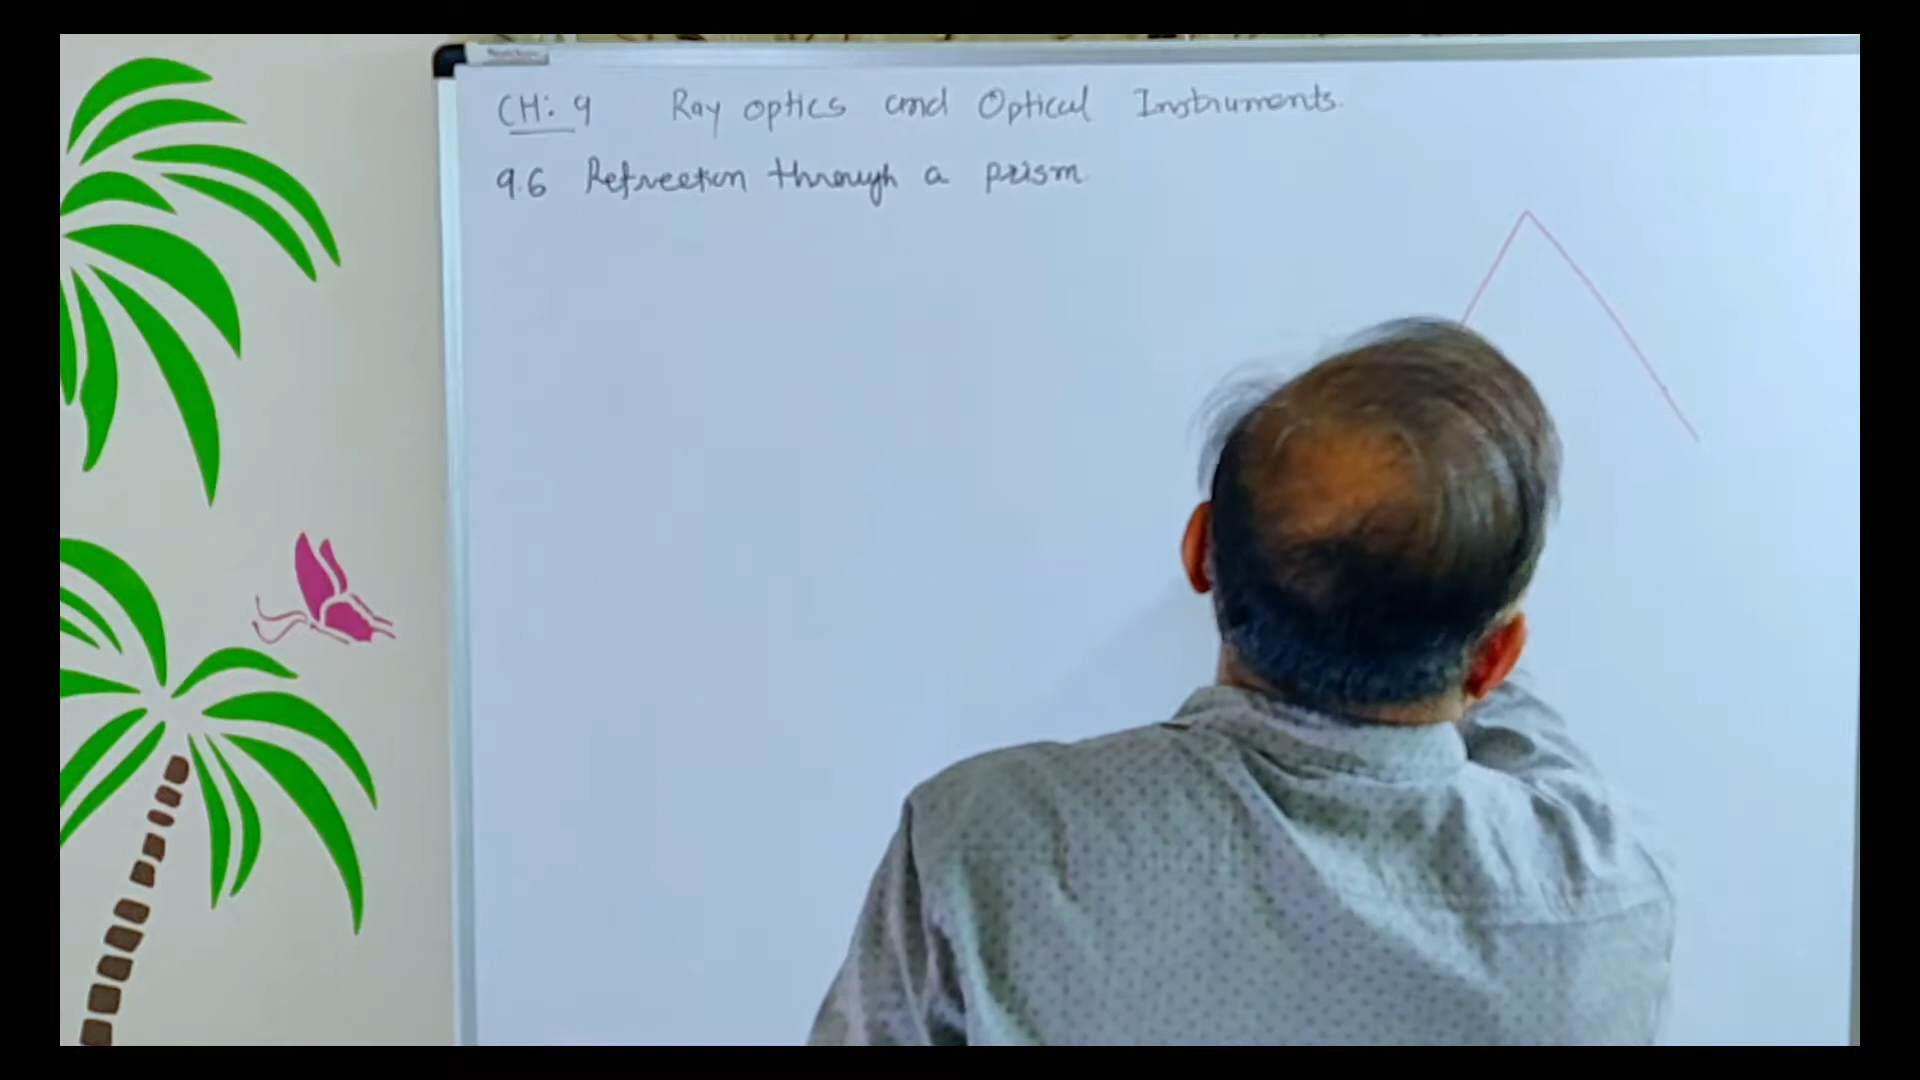 CH: 9 Ray optics and Optical Instruments.
9.6 Refraction through a prism.